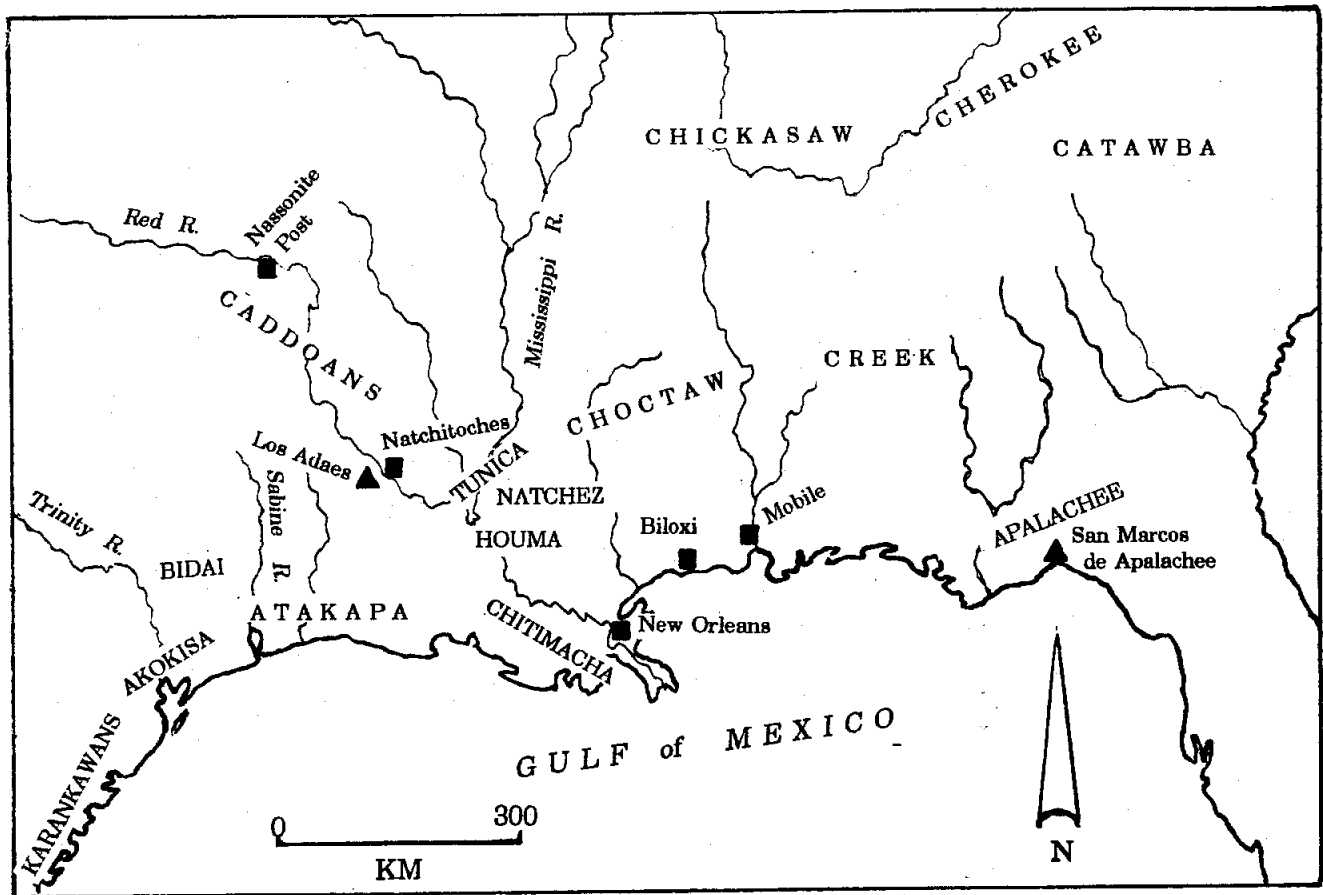 CHEROKEE
CHICKASAW
CATAWBA
Red R.
Nassonite
Post
Mississippi R.
CADDOANS
CREEK
CHOCTAW
Natchitoches
Los Adaes
TUNICA
NATCHEZ
Sabine R.
Trinity R.
HOUMA
Biloxi
Mobile
APALACHEE
San Marcos
de Apalachee
BIDAI
ATAKAPA
New Orleans
CHITIMACHA
AKOKISA
KARANKAWANS
GULF of MEXICO
0 300
KM
N